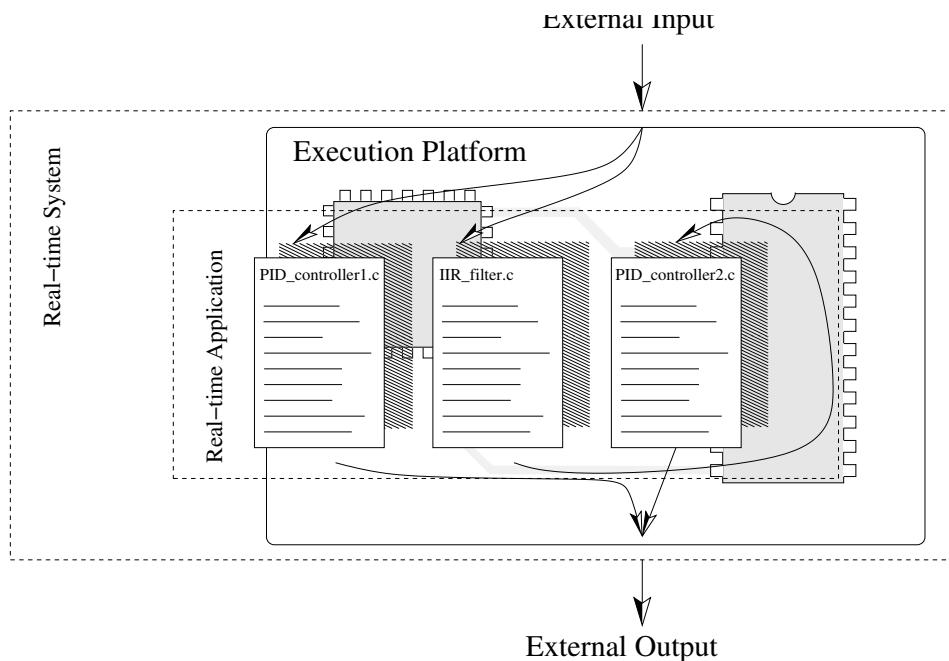 External Input
Execution Platform
Real-time System
Real-time Application
PID_controller1.c
IIR_filter.c
PID_controller2.c
External Output